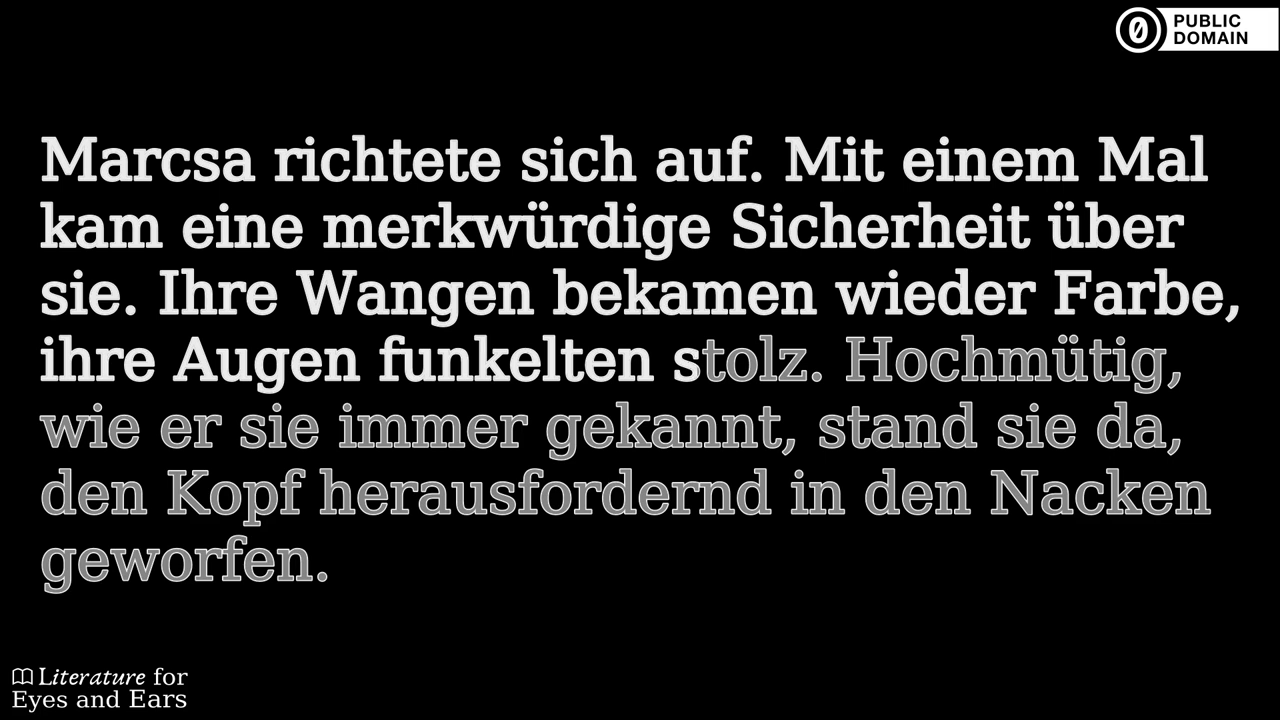 PUBLIC
DOMAIN
Marcsa richtete sich auf. Mit einem Mal
kam eine merkwürdige Sicherheit über
sie. Ihre Wangen bekamen wieder Farbe,
ihre Augen funkelten stolz. Hochmütig,
wie er sie immer gekannt, stand sie da,
den Kopf herausfordernd in den Nacken
geworfen.
Literature for
Eyes and Ears